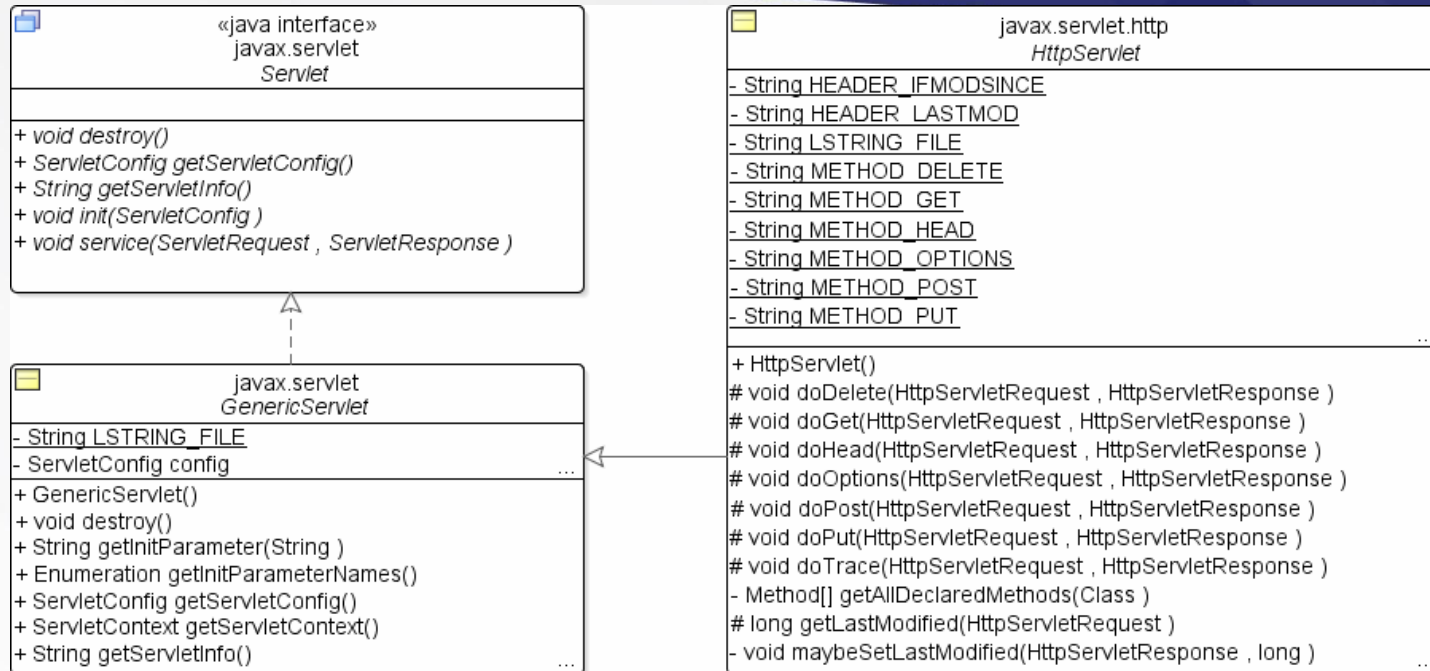 «java interface»
javax.servlet
Servlet
+ void destroy()
+ ServletConfig getServletConfig()
+ String getServletInfo()
+ void init(ServletConfig )
+ void service(ServletRequest , ServletResponse )
javax.servlet
GenericServlet
- String LSTRING_FILE
- ServletConfig config
...
+ GenericServlet()
+ void destroy()
+ String getInitParameter(String )
+ Enumeration getInitParameterNames()
+ ServletConfig getServletConfig()
+ ServletContext getServletContext()
+ String getServletInfo()
...
javax.servlet.http
HttpServlet
- String HEADER_IFMODSINCE
- String HEADER_LASTMOD
- String LSTRING_FILE
- String METHOD_DELETE
- String METHOD_GET
- String METHOD_HEAD
- String METHOD_OPTIONS
- String METHOD_POST
- String METHOD_PUT
...
+ HttpServlet()
# void doDelete(HttpServletRequest , HttpServletResponse )
# void doGet(HttpServletRequest , HttpServletResponse )
# void doHead(HttpServletRequest , HttpServletResponse )
# void doOptions(HttpServletRequest , HttpServletResponse )
# void doPost(HttpServletRequest , HttpServletResponse )
# void doPut(HttpServletRequest , HttpServletResponse )
# void doTrace(HttpServletRequest , HttpServletResponse )
- Method[] getAllDeclaredMethods(Class )
# long getLastModified(HttpServletRequest )
- void maybeSetLastModified(HttpServletResponse , long )
...